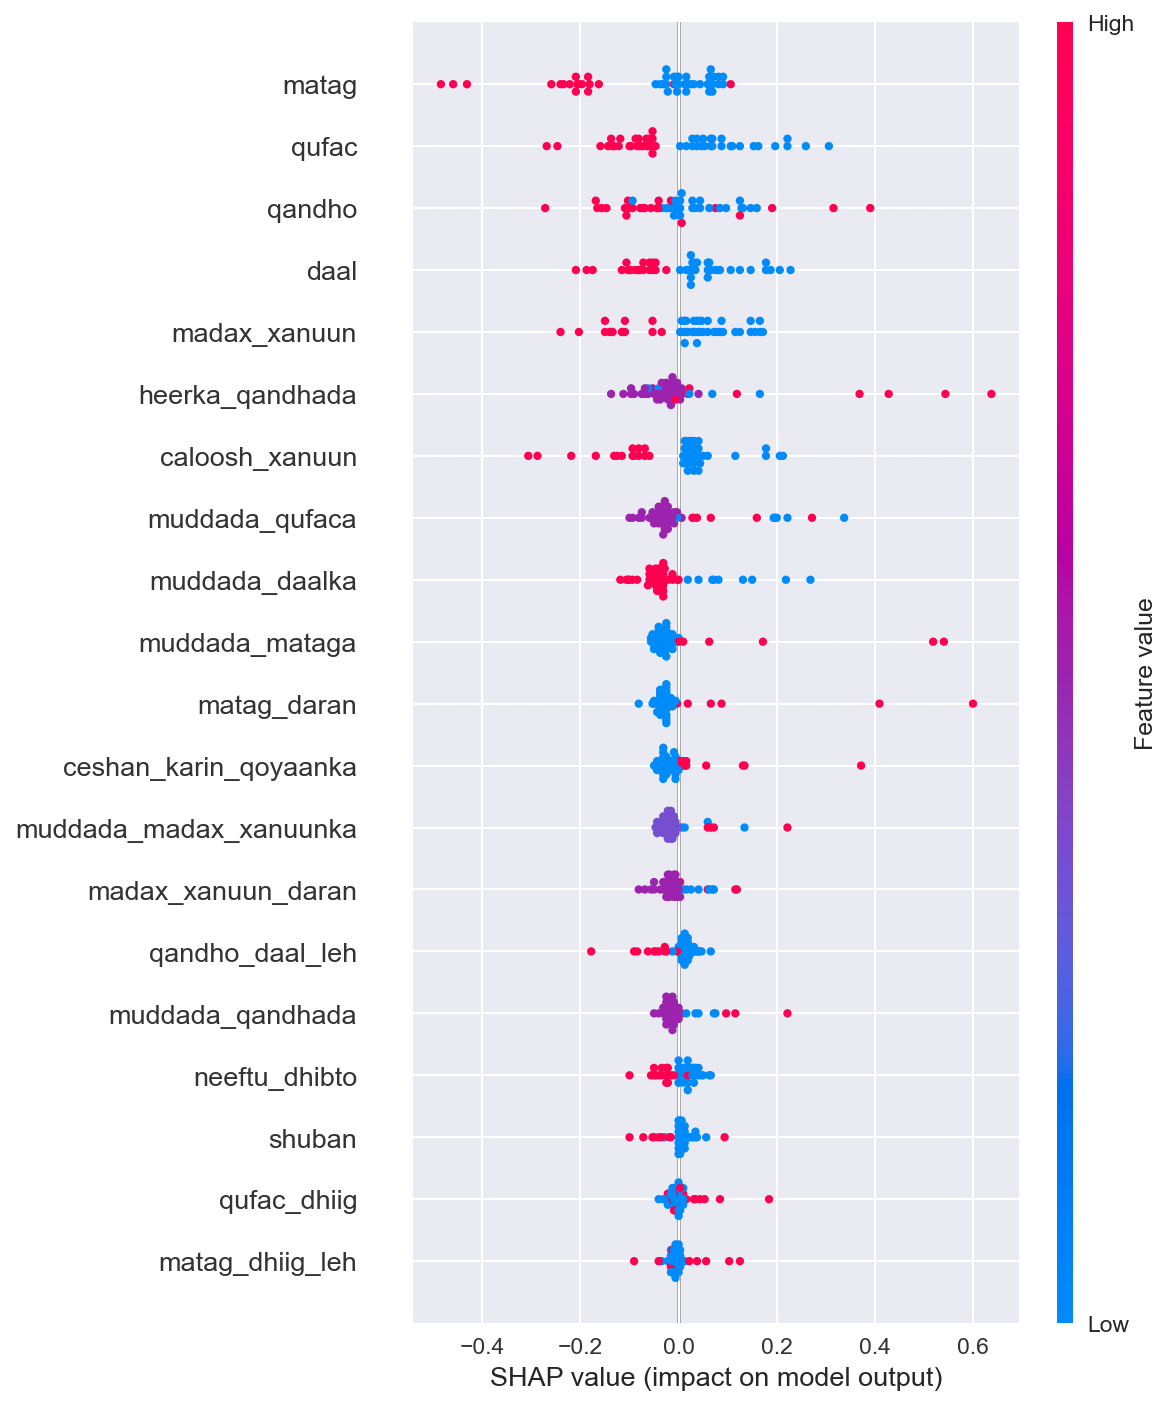 High
matag
qufac
qandho
daal
madax_xanuun
heerka_qandhada
caloosh_xanuun
muddada_qufaca
muddada_daalka
muddada_mataga
matag_daran
ceshan_karin_qoyaanka
muddada_madax_xanuunka
madax_xanuun_daran
qandho_daal_leh
muddada_qandhada
neeftu_dhibto
shuban
qufac_dhiig
matag_dhiig_leh
Feature value
Low
−0.4 −0.2 0.0 0.2 0.4 0.6
SHAP value (impact on model output)